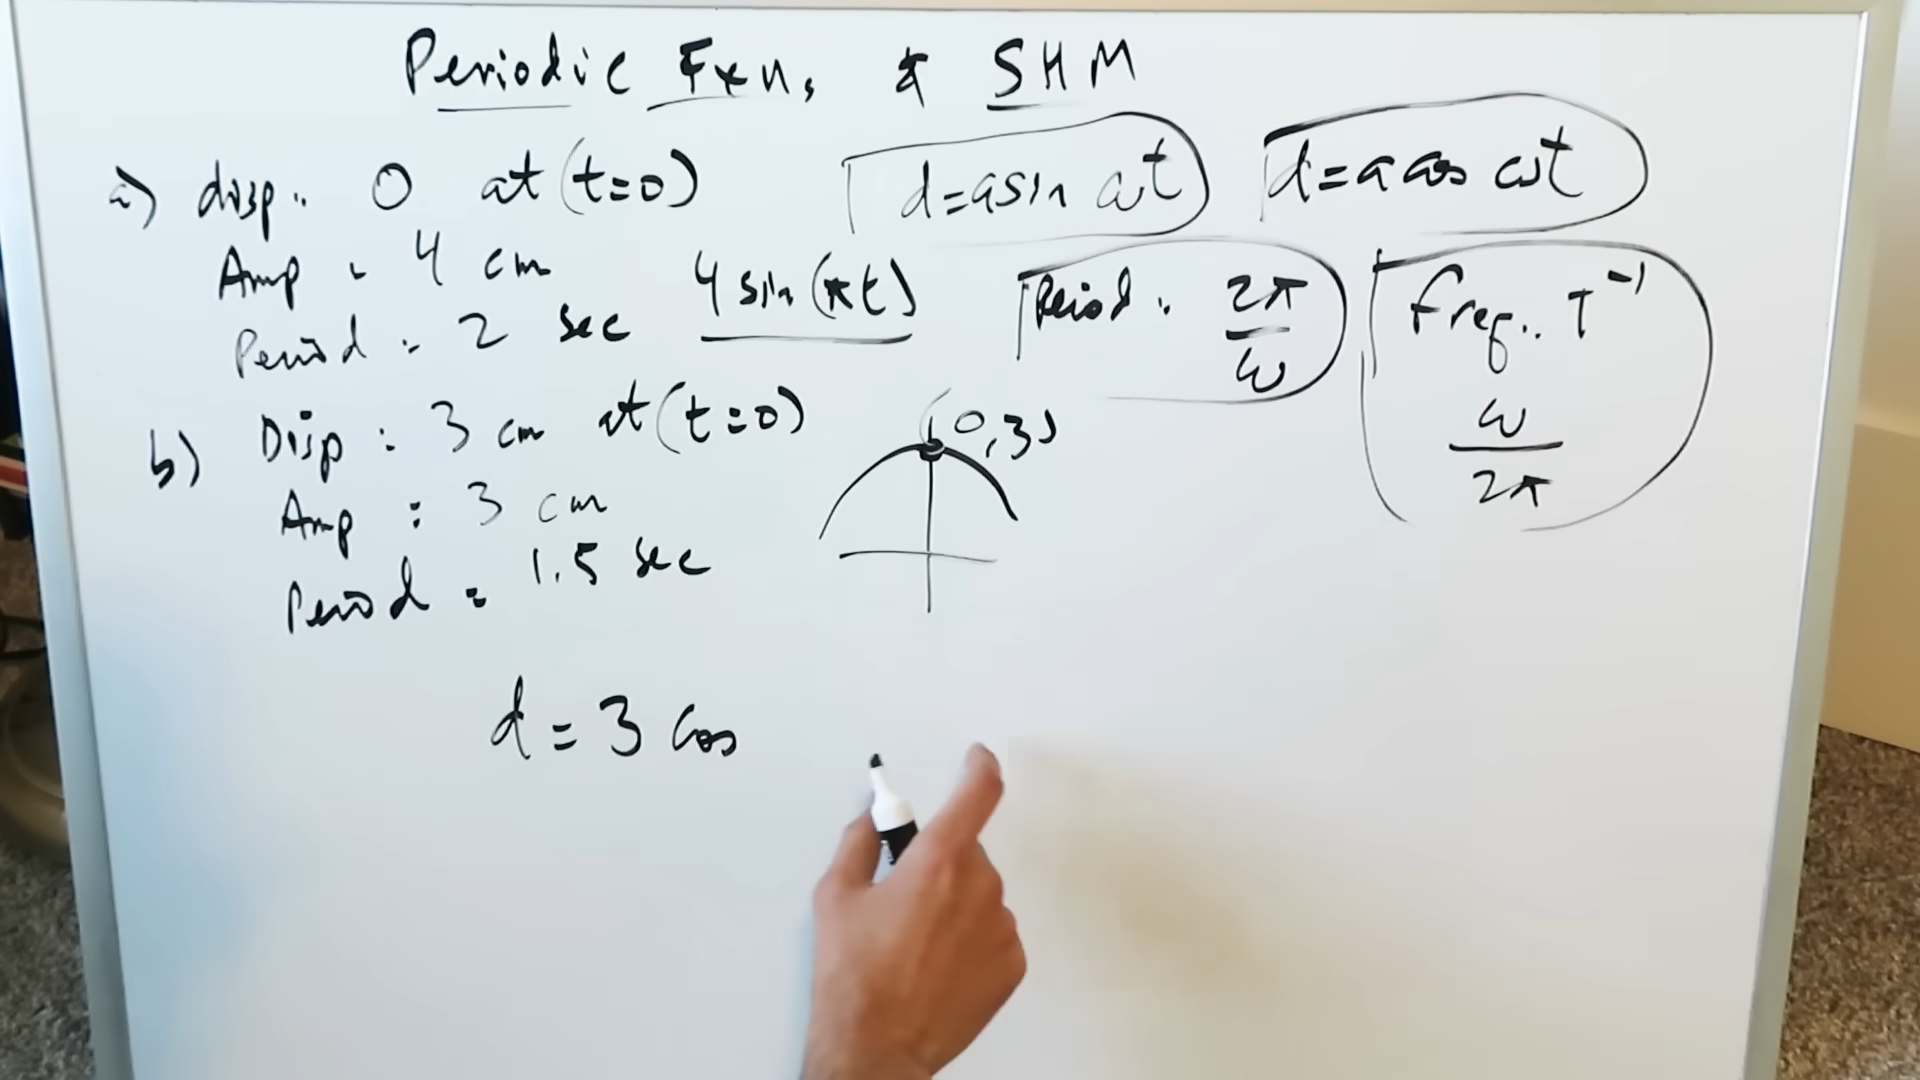 Periodic Fxns & SHM
a) disp: 0 at (t=0)
Amp : 4 cm
Period : 2 sec
4 sin (πt)
d=a sin ωt
d=a cos ωt
Period : 2π/ω
freq: T⁻¹
ω/2π
b) Disp : 3 cm at (t=0)
Amp : 3 cm
Period : 1.5 sec
(0,3)
d = 3 cos